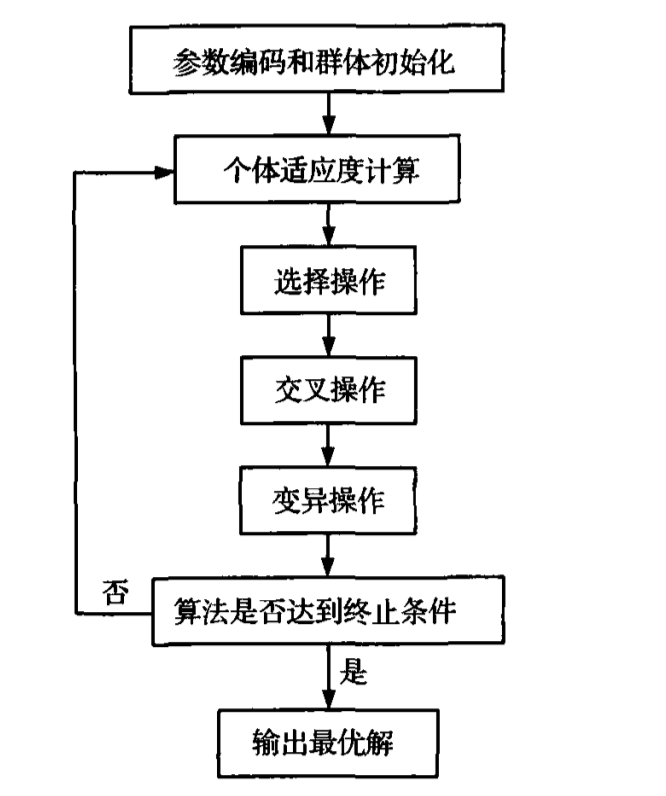 参数编码和群体初始化
个体适应度计算
选择操作
交叉操作
变异操作
否
算法是否达到终止条件
是
输出最优解